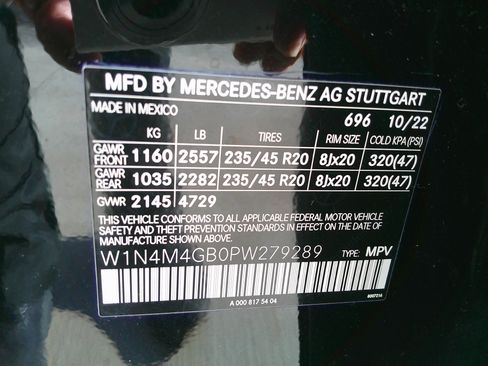 MFD BY MERCEDES-BENZ AG STUTTGART
MADE IN MEXICO 696 10/22
KG LB TIRES RIM SIZE COLD KPA(PSI)
GAWR FRONT 1160 2557 235/45 R20 8Jx20 320(47)
GAWR REAR 1035 2282 235/45 R20 8Jx20 320(47)
GVWR 2145 4729
THIS VEHICLE CONFORMS TO ALL APPLICABLE FEDERAL MOTOR VEHICLE
SAFETY AND THEFT PREVENTION STANDARDS IN EFFECT ON THE DATE OF
MANUFACTURE SHOWN ABOVE.
W1N4M4GB0PW279289 TYPE: MPV
A 000 817 54 04